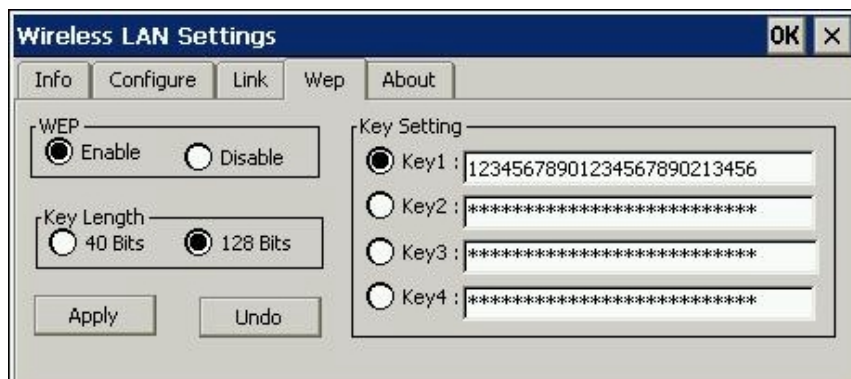 Wireless LAN Settings OK ×
Info Configure Link Wep About
WEP
Enable Disable
Key Length
40 Bits 128 Bits
Apply Undo
Key Setting
Key1 : 12345678901234567890213456
Key2 : **************************
Key3 : **************************
Key4 : **************************